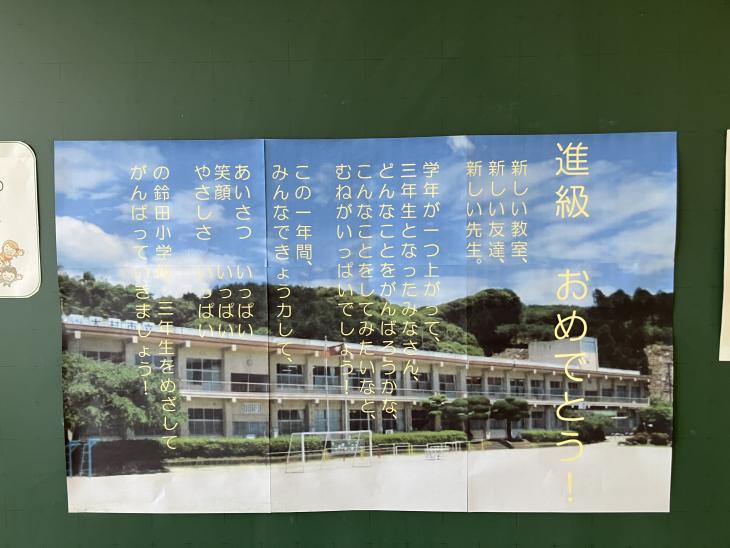 進級 おめでとう!
新しい教室、
新しい友達、
新しい先生。
学年が一つ上がって、
三年生となったみなさん、
どんなことをがんばろうかな、
こんなことをしてみたいなと、
むねがいっぱいでしょう!
この一年間、
みんなできょう力して、
あいさつ いっぱい
笑顔 いっぱい
やさしさ いっぱい
の鈴田小学校三年生をめざして
がんばっていきましょう!
大村市立